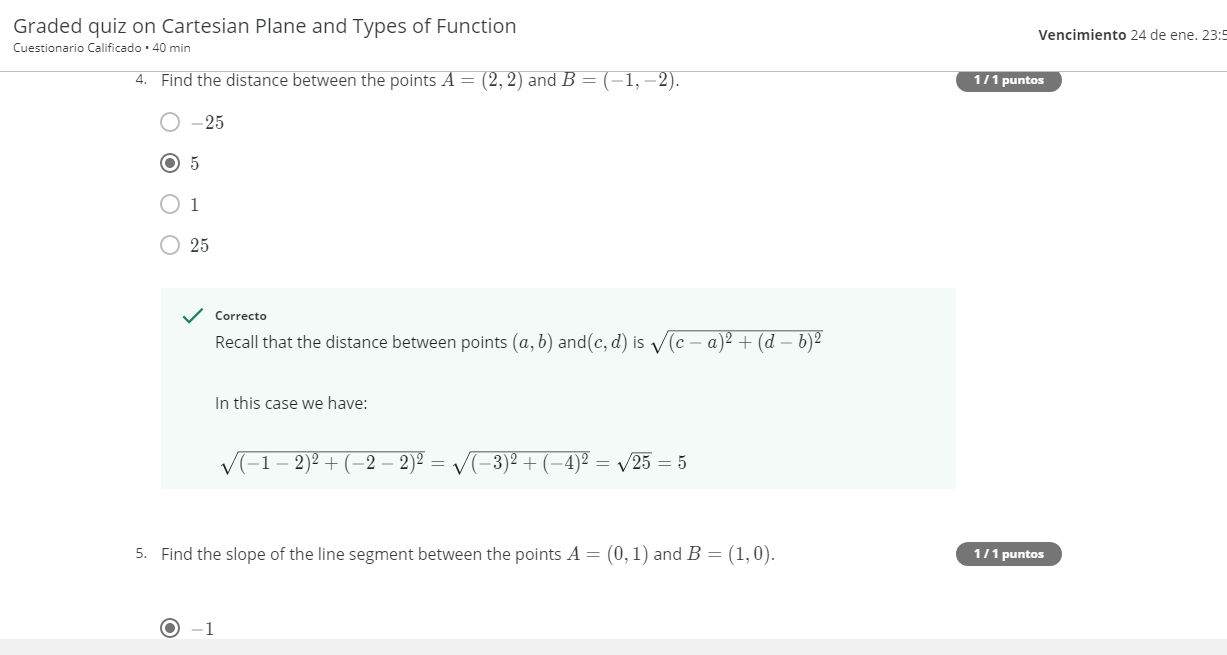 Graded quiz on Cartesian Plane and Types of Function
Cuestionario Calificado • 40 min
Vencimiento 24 de ene. 23:5
4. Find the distance between the points A = (2, 2) and B = (−1, −2).
1 / 1 puntos
−25
5
1
25
Correcto
Recall that the distance between points (a, b) and(c, d) is √(c − a)² + (d − b)²
In this case we have:
√(−1 − 2)² + (−2 − 2)² = √(−3)² + (−4)² = √25 = 5
5. Find the slope of the line segment between the points A = (0, 1) and B = (1, 0).
1 / 1 puntos
−1